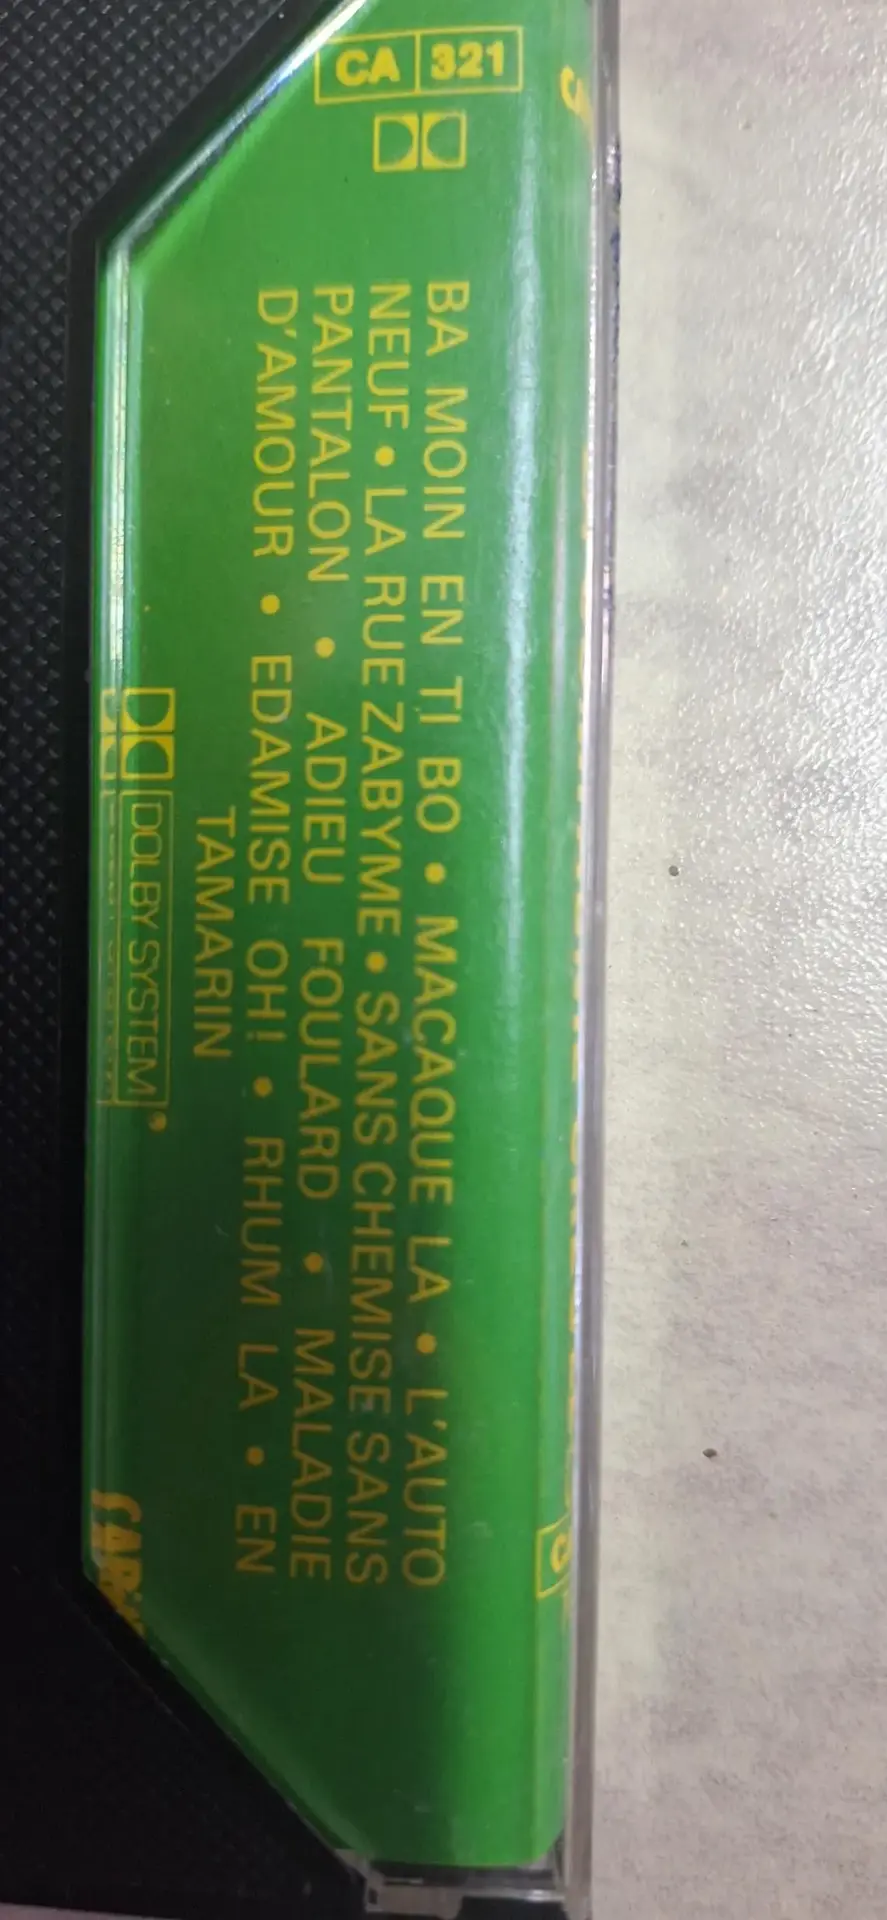 CA 321
BA MOIN EN TI BO • MACAQUE LA • L'AUTO
NEUF • LA RUE ZABYME • SANS CHEMISE SANS
PANTALON • ADIEU FOULARD • MALADIE
D'AMOUR • EDAMISE OH! • RHUM LA • EN
TAMARIN
DOLBY SYSTEM